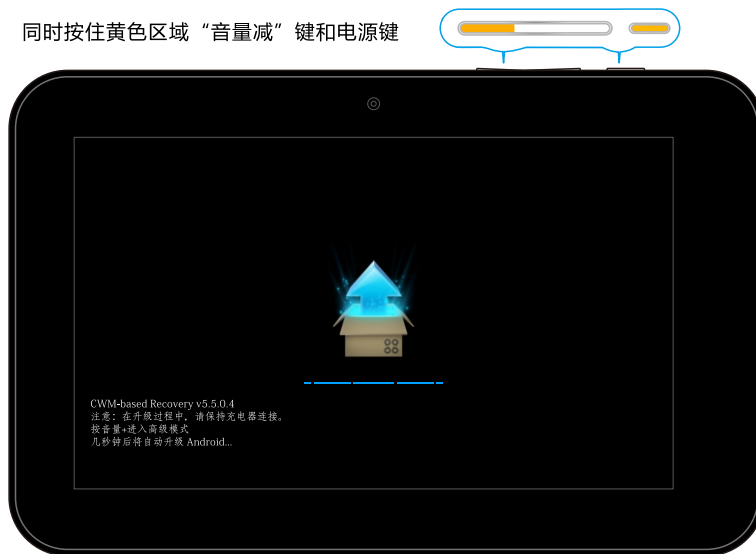 同时按住黄色区域“音量减”键和电源键
CWM-based Recovery v5.5.0.4
注意：在升级过程中，请保持充电器连接。
按音量+进入高级模式
几秒钟后将自动升级 Android...